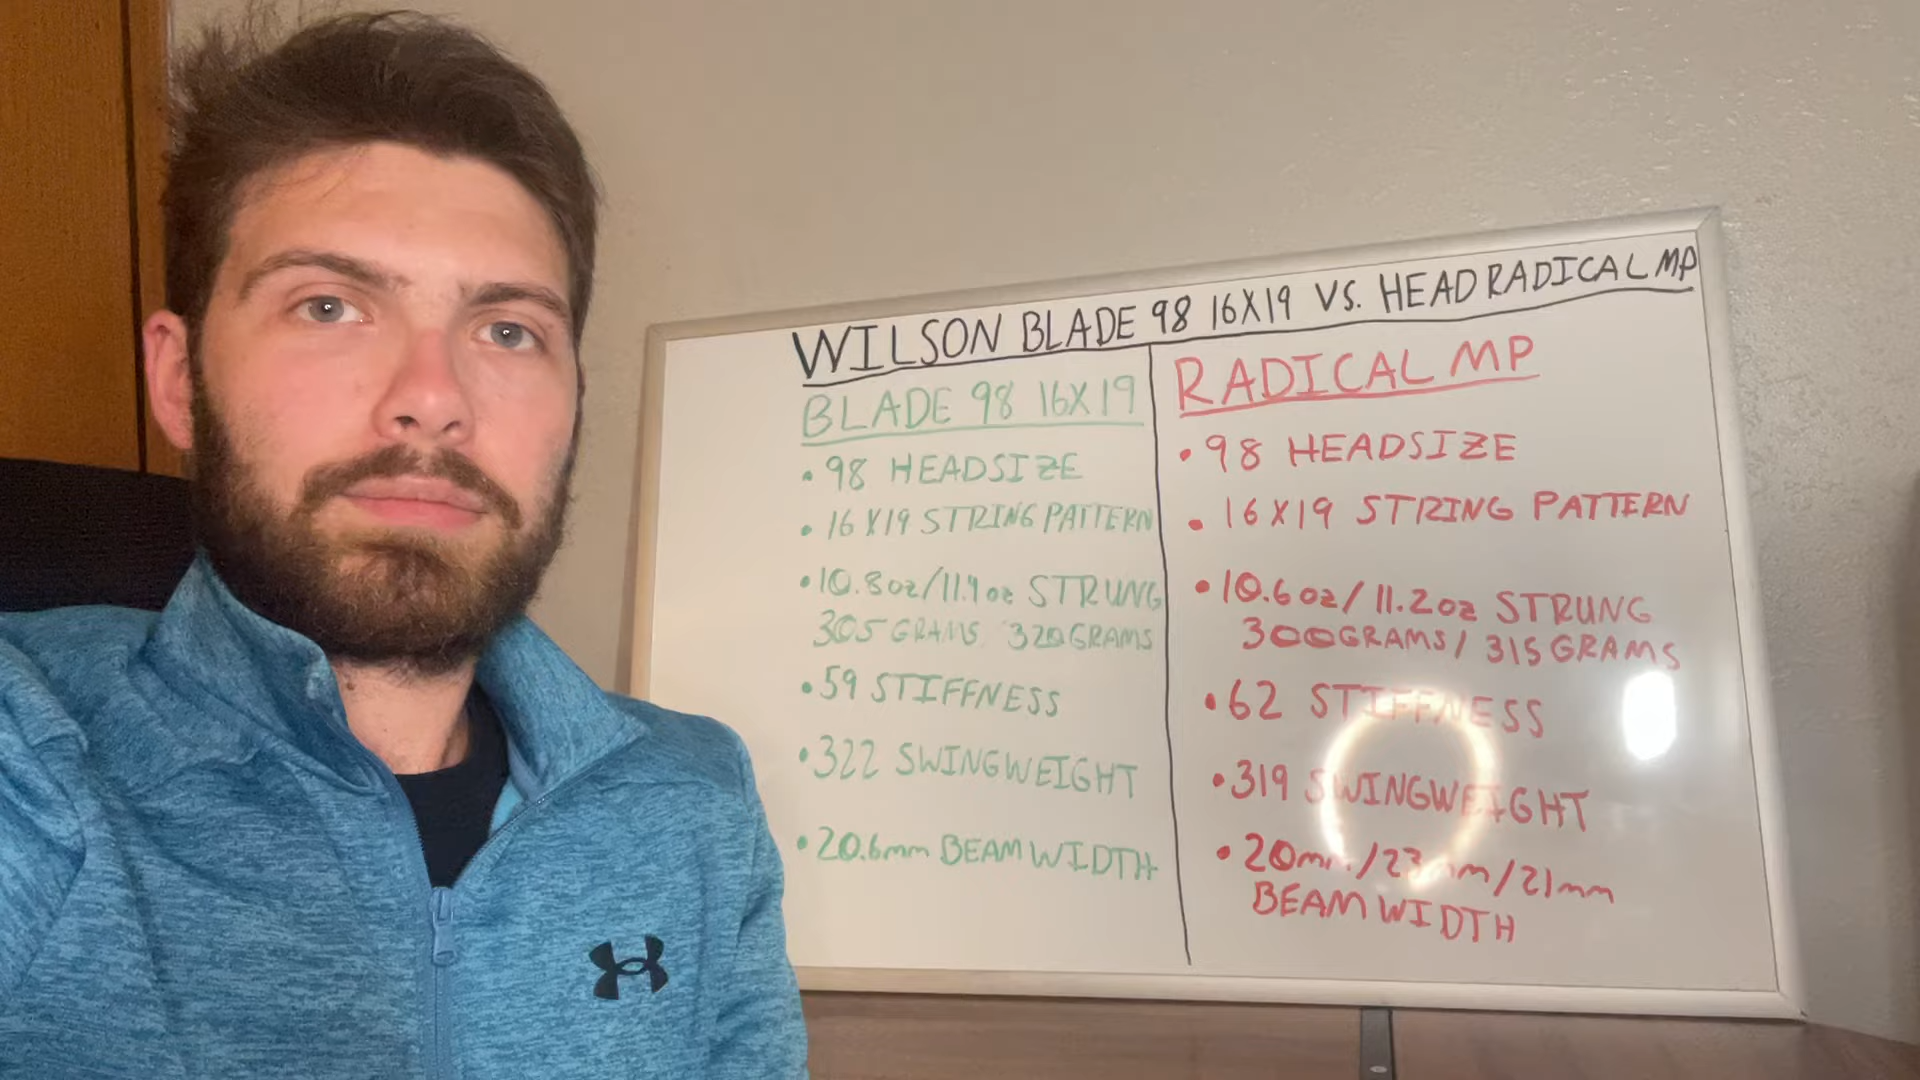 WILSON BLADE 98 16X19 VS. HEAD RADICAL MP
BLADE 98 16X19
• 98 HEADSIZE
• 16X19 STRING PATTERN
• 10.8oz/11.4oz STRUNG
305 GRAMS 320 GRAMS
• 59 STIFFNESS
• 322 SWINGWEIGHT
• 20.6mm BEAM WIDTH
RADICAL MP
• 98 HEADSIZE
• 16X19 STRING PATTERN
• 10.6oz/11.2oz STRUNG
300GRAMS/315GRAMS
• 62 STIFFNESS
• 319 SWINGWEIGHT
• 20mm/23mm/21mm
BEAM WIDTH